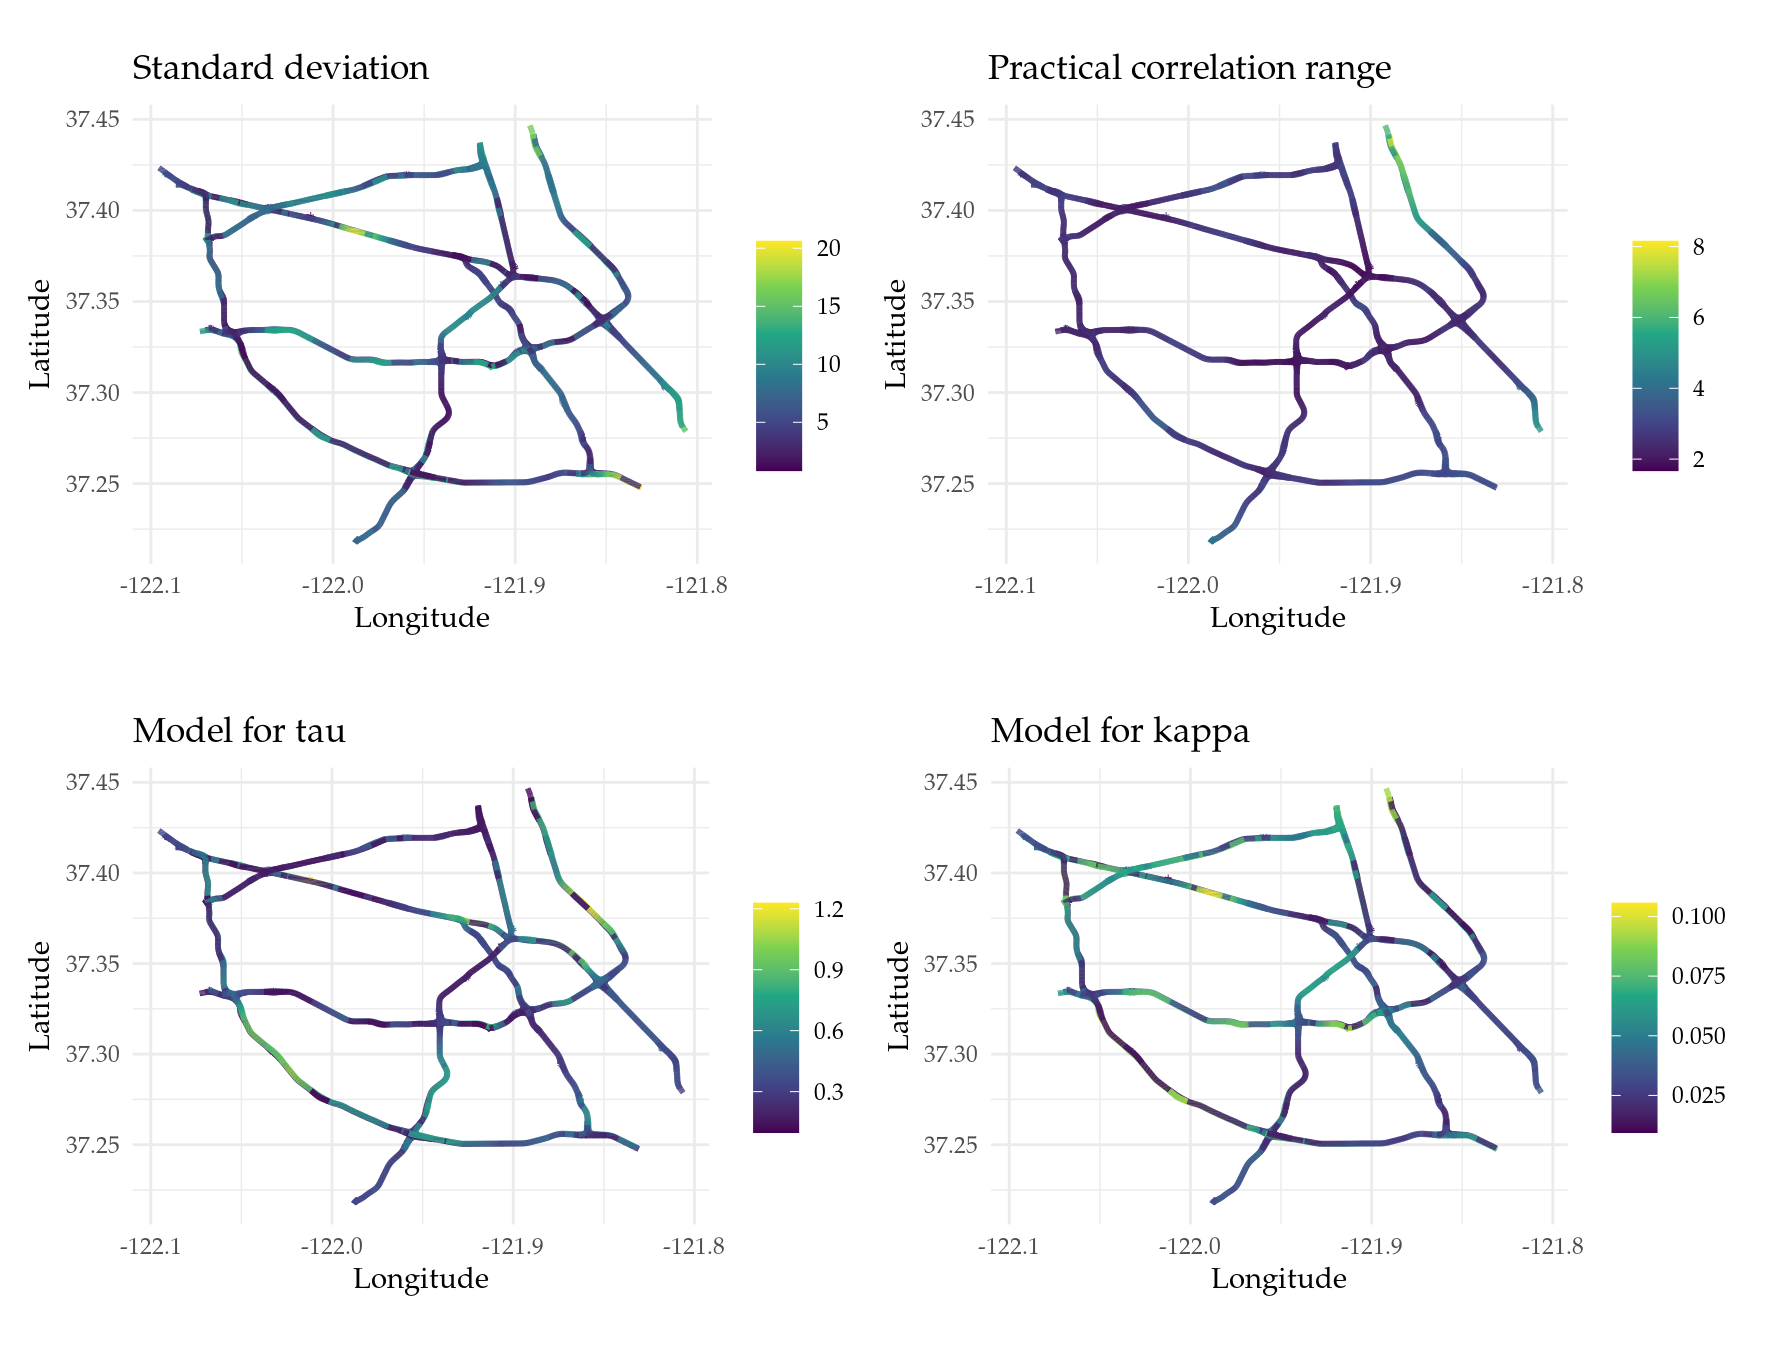 Standard deviation
37.45
37.40
37.35
37.30
37.25
Latitude
-122.1 -122.0 -121.9 -121.8
Longitude
20
15
10
5
Practical correlation range
37.45
37.40
37.35
37.30
37.25
Latitude
-122.1 -122.0 -121.9 -121.8
Longitude
8
6
4
2
Model for tau
37.45
37.40
37.35
37.30
37.25
Latitude
-122.1 -122.0 -121.9 -121.8
Longitude
1.2
0.9
0.6
0.3
Model for kappa
37.45
37.40
37.35
37.30
37.25
Latitude
-122.1 -122.0 -121.9 -121.8
Longitude
0.100
0.075
0.050
0.025